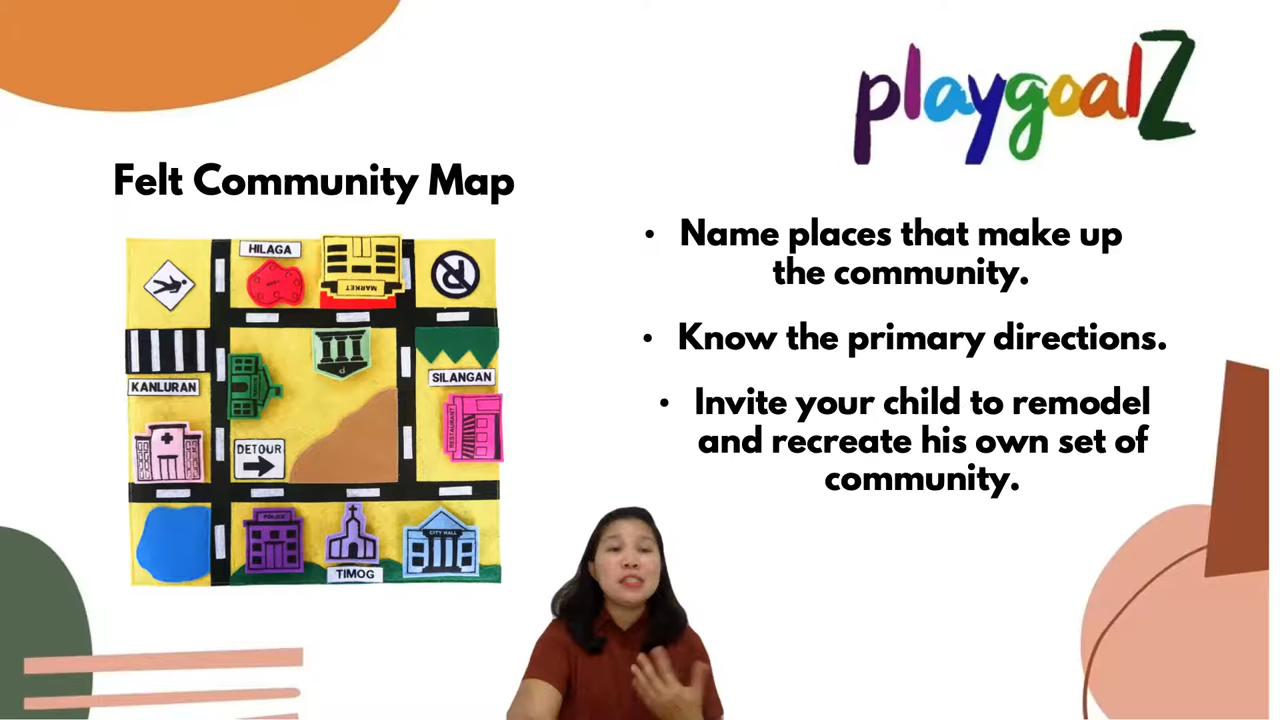 playgoalZ
Felt Community Map
HILAGA
MARKET
KANLURAN
SILANGAN
RESTAURANT
DETOUR
POLICE
CITY HALL
TIMOG
• Name places that make up
the community.
• Know the primary directions.
• Invite your child to remodel
and recreate his own set of
community.